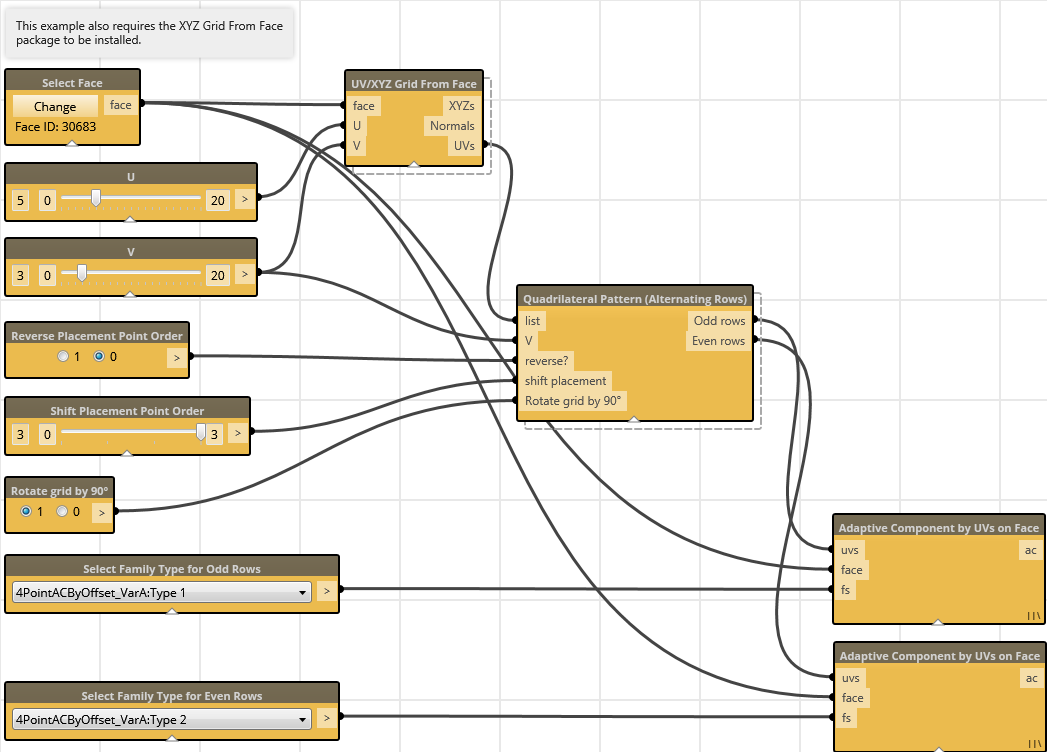 This example also requires the XYZ Grid From Face
package to be installed.
Select Face
Change face
Face ID: 30683
UV/XYZ Grid From Face
face XYZs
U Normals
V UVs
U
5 0 20 >
V
3 0 20 >
Reverse Placement Point Order
1 0 >
Shift Placement Point Order
3 0 3 >
Rotate grid by 90°
1 0 >
Quadrilateral Pattern (Alternating Rows)
list Odd rows
V Even rows
reverse?
shift placement
Rotate grid by 90°
Select Family Type for Odd Rows
4PointACByOffset_VarA:Type 1 >
Select Family Type for Even Rows
4PointACByOffset_VarA:Type 2 >
Adaptive Component by UVs on Face
uvs ac
face
fs
||\
Adaptive Component by UVs on Face
uvs ac
face
fs
||\